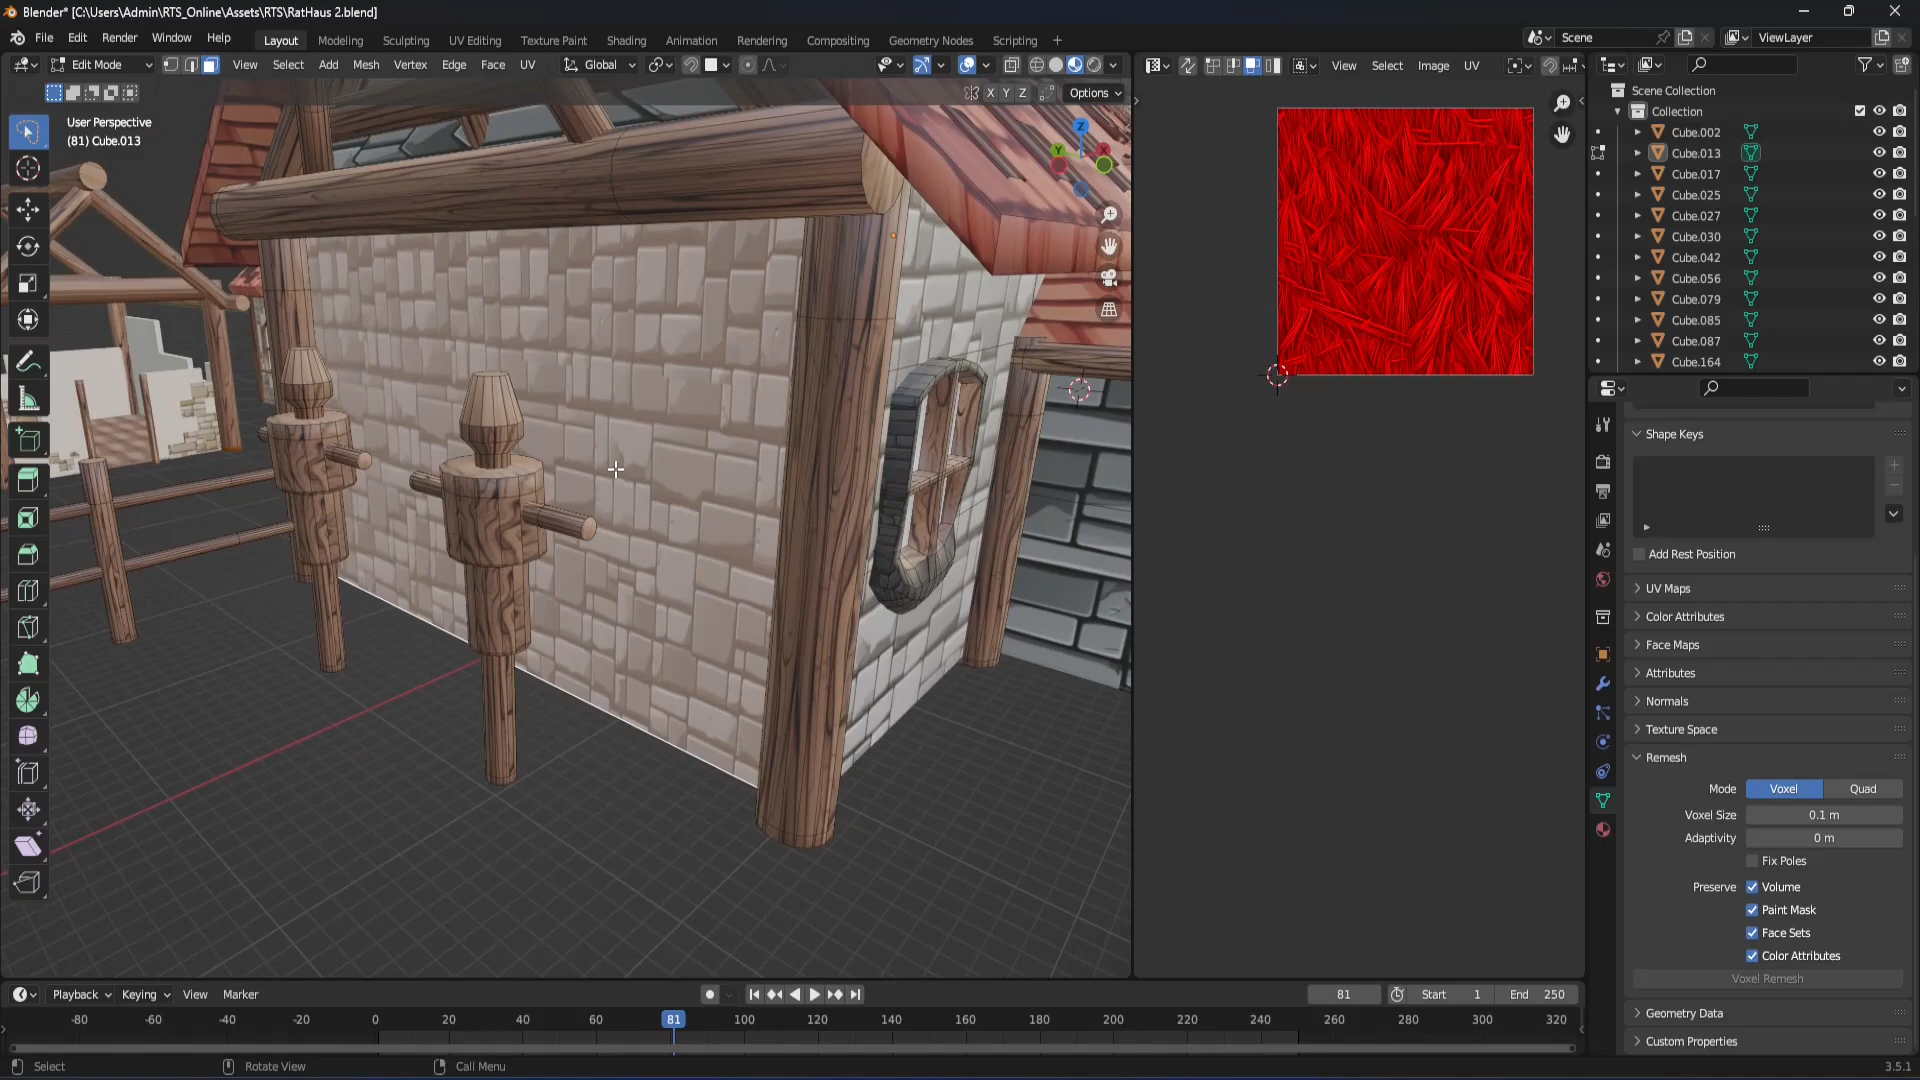 Blender* [C:\Users\Admin\RTS_Online\Assets\RTS\RatHaus 2.blend]
File Edit Render Window Help
Layout Modeling Sculpting UV Editing Texture Paint Shading Animation Rendering Compositing Geometry Nodes Scripting +
Scene
ViewLayer
Edit Mode View Select Add Mesh Vertex Edge Face UV Global
View Select Image UV
X Y Z Options
User Perspective
(81) Cube.013
Z
Y
X
Scene Collection
Collection
Cube.002
Cube.013
Cube.017
Cube.025
Cube.027
Cube.030
Cube.042
Cube.056
Cube.079
Cube.085
Cube.087
Cube.164
Shape Keys
Add Rest Position
UV Maps
Color Attributes
Face Maps
Attributes
Normals
Texture Space
Remesh
Mode Voxel Quad
Voxel Size 0.1 m
Adaptivity 0 m
Fix Poles
Preserve Volume
Paint Mask
Face Sets
Color Attributes
Voxel Remesh
Geometry Data
Custom Properties
Playback Keying View Marker
81 Start 1 End 250
-80 -60 -40 -20 0 20 40 60 81 100 120 140 160 180 200 220 240 260 280 300 320
Select Rotate View Call Menu
3.5.1